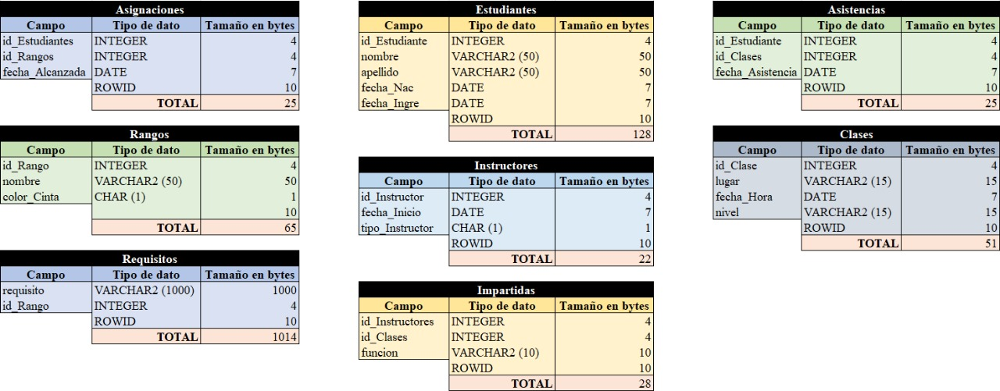 Asignaciones
Campo Tipo de dato Tamaño en bytes
id_Estudiantes INTEGER 4
id_Rangos INTEGER 4
fecha_Alcanzada DATE 7
ROWID 10
TOTAL 25
Rangos
Campo Tipo de dato Tamaño en bytes
id_Rango INTEGER 4
nombre VARCHAR2 (50) 50
color_Cinta CHAR (1) 1
10
TOTAL 65
Requisitos
Campo Tipo de dato Tamaño en bytes
requisito VARCHAR2 (1000) 1000
id_Rango INTEGER 4
ROWID 10
TOTAL 1014
Estudiantes
Campo Tipo de dato Tamaño en bytes
id_Estudiante INTEGER 4
nombre VARCHAR2 (50) 50
apellido VARCHAR2 (50) 50
fecha_Nac DATE 7
fecha_Ingre DATE 7
ROWID 10
TOTAL 128
Instructores
Campo Tipo de dato Tamaño en bytes
id_Instructor INTEGER 4
fecha_Inicio DATE 7
tipo_Instructor CHAR (1) 1
ROWID 10
TOTAL 22
Impartidas
Campo Tipo de dato Tamaño en bytes
id_Instructores INTEGER 4
id_Clases INTEGER 4
funcion VARCHAR2 (10) 10
ROWID 10
TOTAL 28
Asistencias
Campo Tipo de dato Tamaño en bytes
id_Estudiante INTEGER 4
id_Clases INTEGER 4
fecha_Asistencia DATE 7
ROWID 10
TOTAL 25
Clases
Campo Tipo de dato Tamaño en bytes
id_Clase INTEGER 4
lugar VARCHAR2 (15) 15
fecha_Hora DATE 7
nivel VARCHAR2 (15) 15
ROWID 10
TOTAL 51